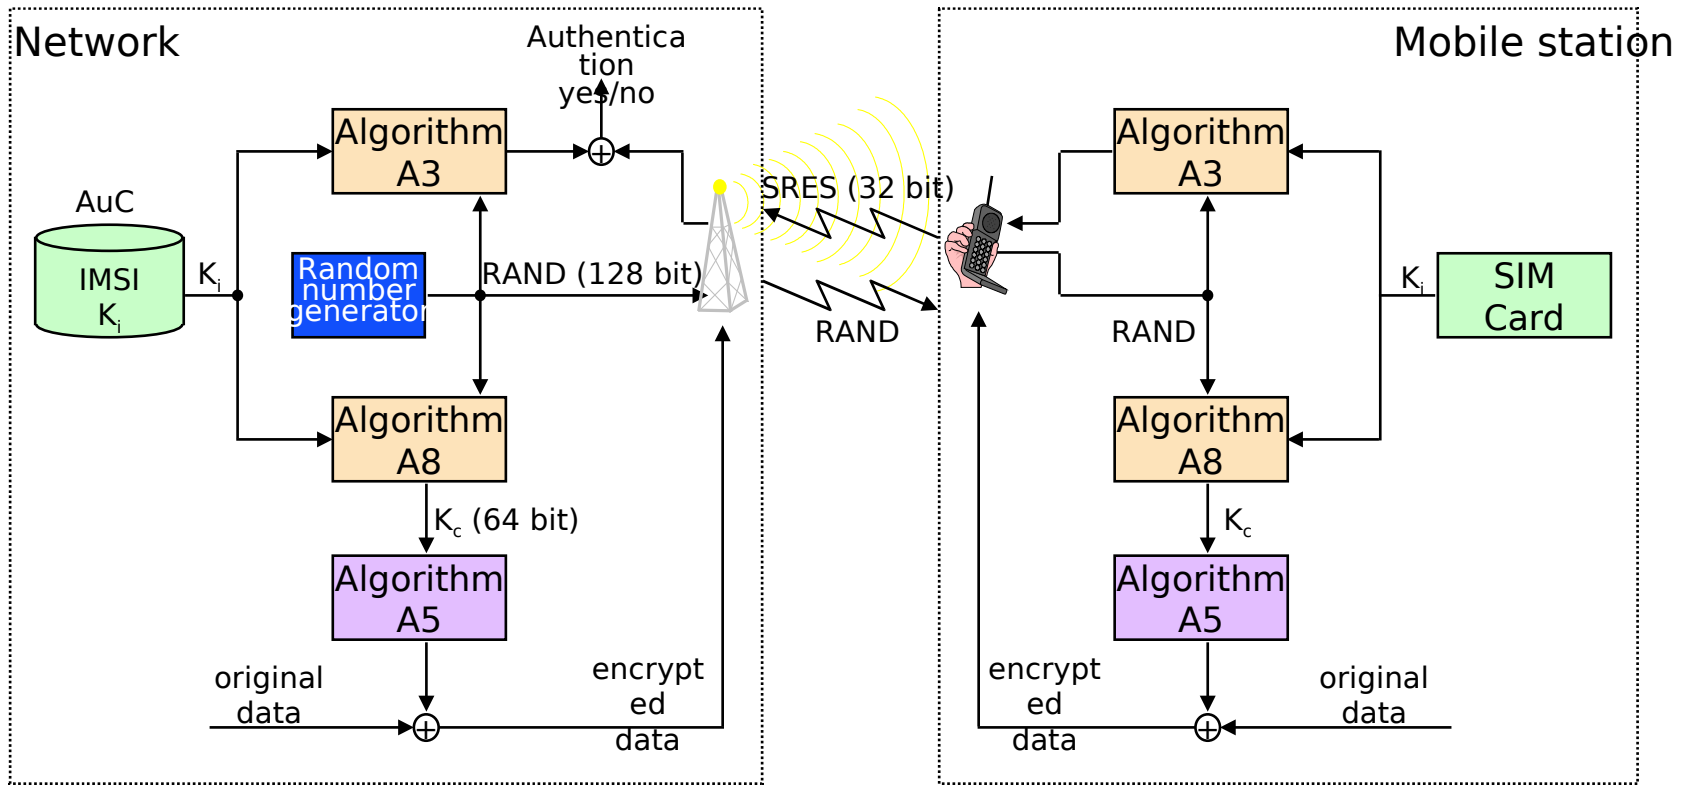 Network
Mobile station
Authentica
tion
yes/no
Algorithm
A3
+
AuC
IMSI
Ki
Ki
Random
number
generator
RAND (128 bit)
Algorithm
A8
Kc (64 bit)
Algorithm
A5
original
data
+
encrypt
ed
data
SRES (32 bit)
RAND
Algorithm
A3
RAND
Ki
SIM
Card
Algorithm
A8
Kc
Algorithm
A5
encrypt
ed
data
+
original
data